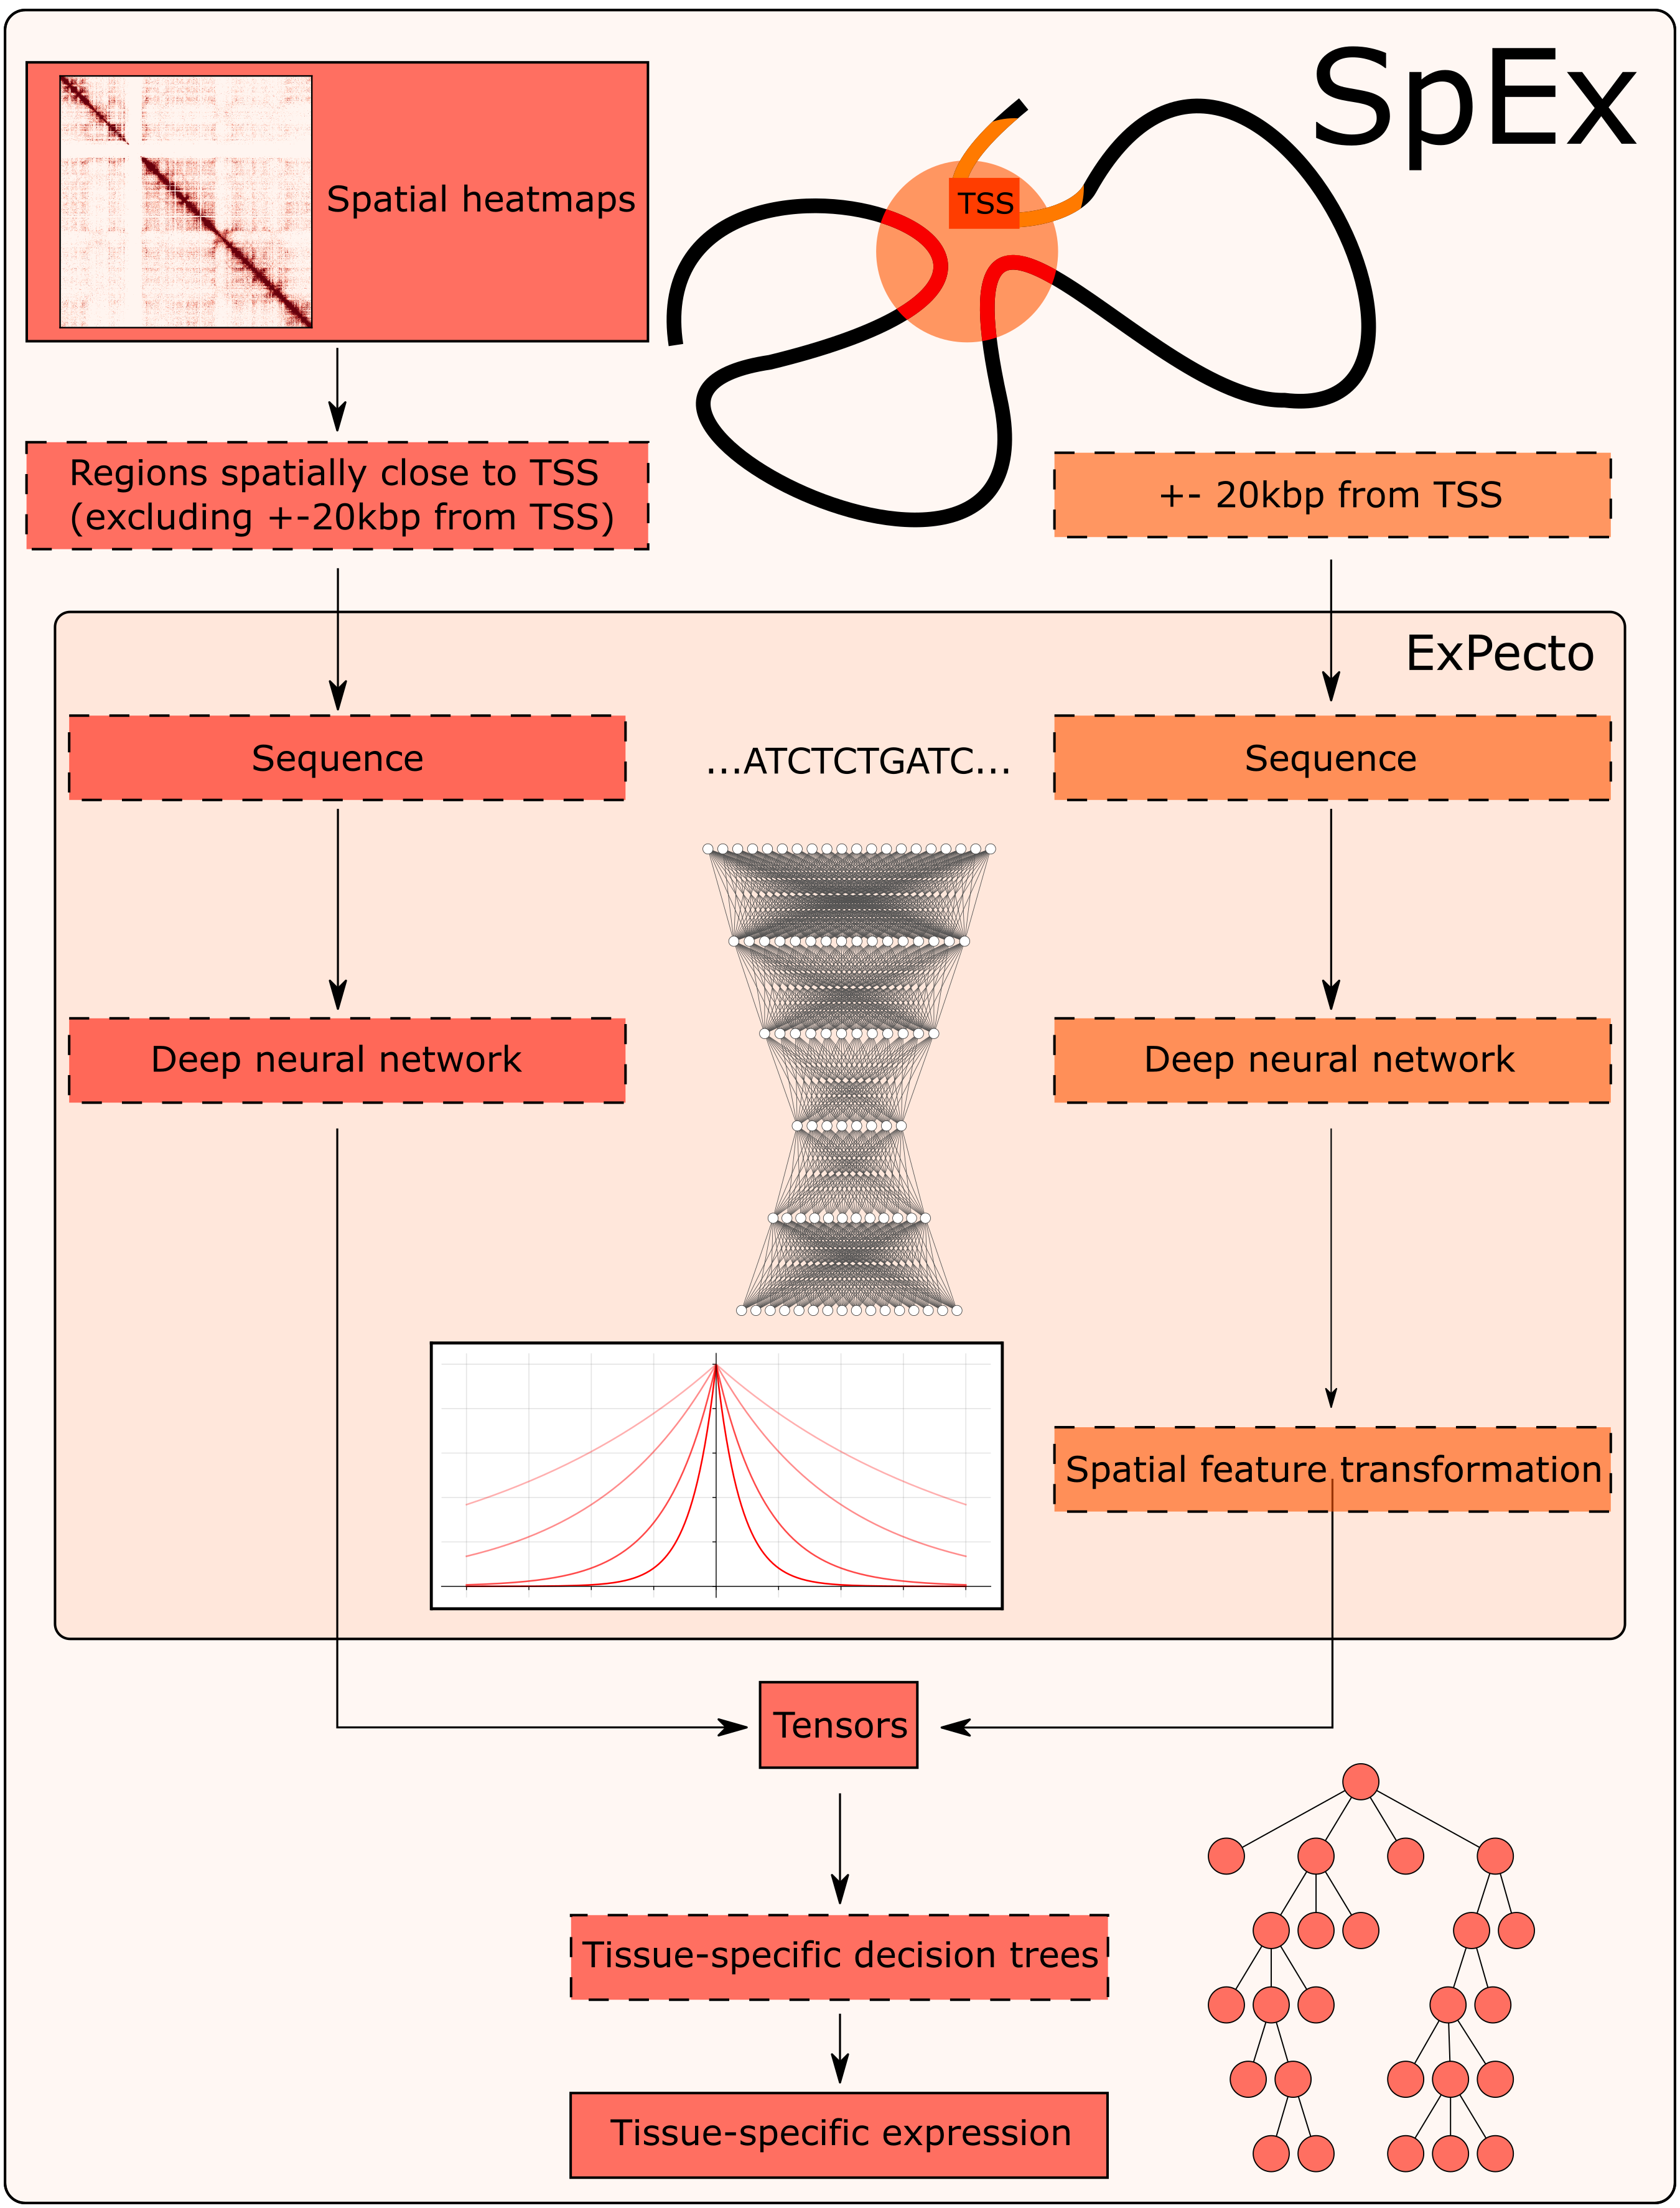 SpEx
Spatial heatmaps
TSS
Regions spatially close to TSS
(excluding +-20kbp from TSS)
+- 20kbp from TSS
ExPecto
Sequence
...ATCTCTGATC...
Sequence
Deep neural network
Deep neural network
Spatial feature transformation
Tensors
Tissue-specific decision trees
Tissue-specific expression